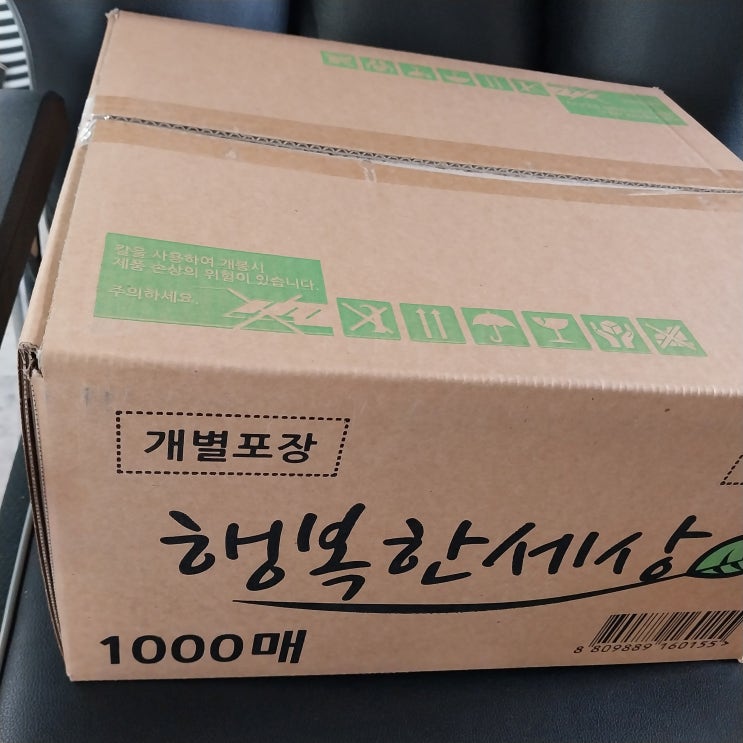 칼을 사용하여 개봉시
제품 손상의 위험이 있습니다.
주의하세요.
개별포장
행복한세상
1000매
8 809889 160155 >